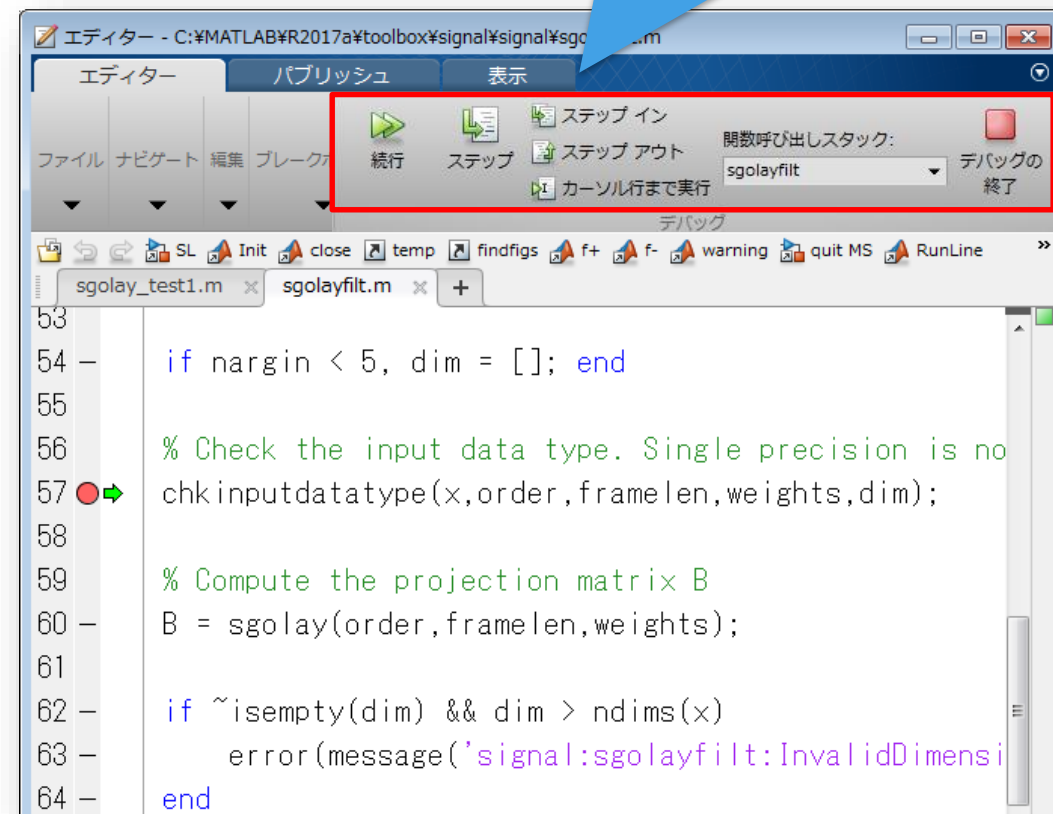 エディター - C:¥MATLAB¥R2017a¥toolbox¥signal¥signal¥
エディター パブリッシュ 表示
ファイル ナビゲート 編集
続行 ステップ
ステップ イン
ステップ アウト
カーソル行まで実行
関数呼び出しスタック:
sgolayfilt
デバッグの
終了
デバッグ
SL Init close temp findfigs f+ f- warning quit MS RunLine »
sgolay_test1.m × sgolayfilt.m × +
53
54 – if nargin < 5, dim = []; end
55
56 % Check the input data type. Single precision is no
57 chkinputdatatype(x,order,framelen,weights,dim);
58
59 % Compute the projection matrix B
60 – B = sgolay(order,framelen,weights);
61
62 – if ~isempty(dim) && dim > ndims(x)
63 – error(message('signal:sgolayfilt:InvalidDimensi
64 – end